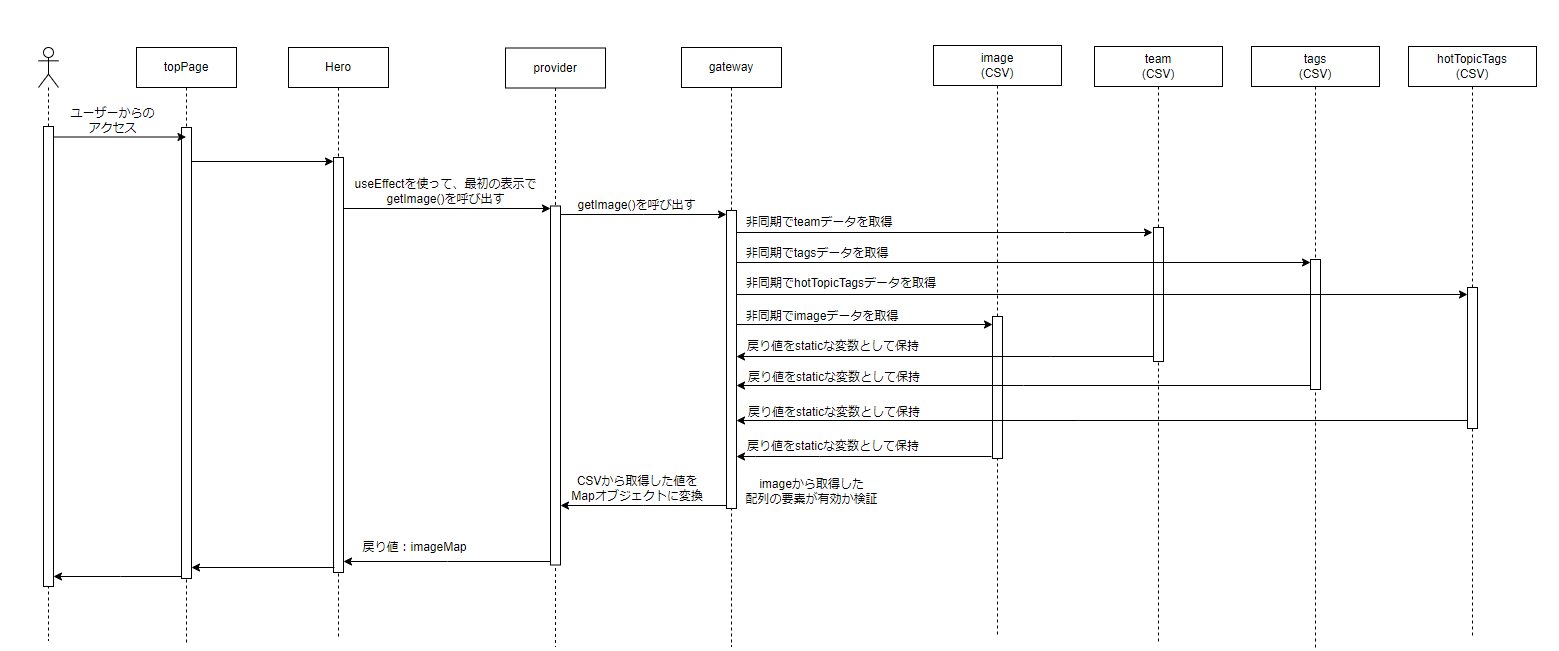 topPage
Hero
provider
gateway
image
(CSV)
team
(CSV)
tags
(CSV)
hotTopicTags
(CSV)
ユーザーからの
アクセス
useEffectを使って、最初の表示で
getImage()を呼び出す
getImage()を呼び出す
非同期でteamデータを取得
非同期でtagsデータを取得
非同期でhotTopicTagsデータを取得
非同期でimageデータを取得
戻り値をstaticな変数として保持
戻り値をstaticな変数として保持
戻り値をstaticな変数として保持
戻り値をstaticな変数として保持
CSVから取得した値を
Mapオブジェクトに変換
imageから取得した
配列の要素が有効か検証
戻り値：imageMap